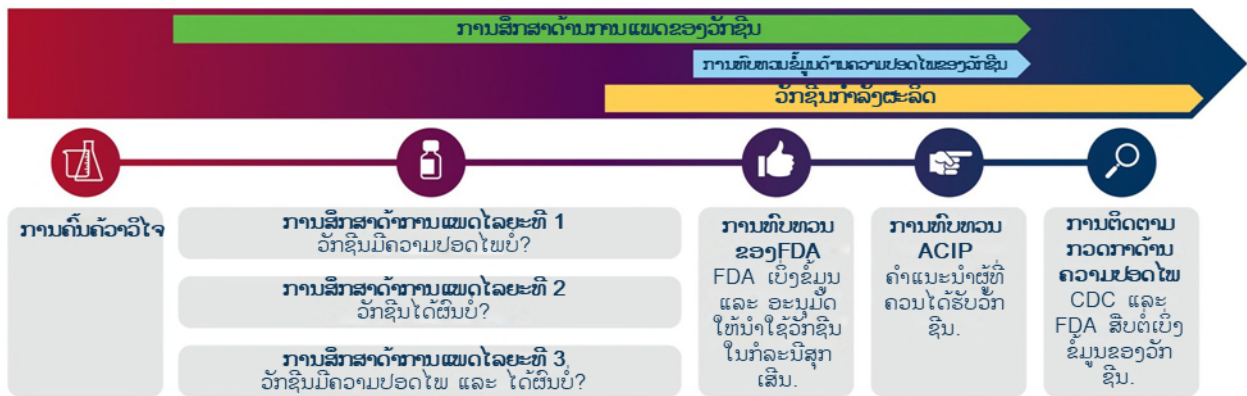 ການສຶກສາດ້ານການແພດຂອງວັກຊີນ
ການທົບທວນຂໍ້ມູນດ້ານຄວາມປອດໄພຂອງວັກຊີນ
ວັກຊີນກຳລັງຜະລິດ
ການຄົ້ນຄ້ວາວິໄຈ
ການສຶກສາດ້າການແພດໄລຍະທີ 1
ວັກຊີນມີຄວາມປອດໄພບໍ່?
ການສຶກສາດ້າການແພດໄລຍະທີ 2
ວັກຊີນໄດ້ຜົນບໍ່?
ການສຶກສາດ້າການແພດໄລຍະທີ 3
ວັກຊີນມີຄວາມປອດໄພ ແລະ ໄດ້ຜົນບໍ່?
ການທົບທວນ
ຂອງFDA
FDA ເບິ່ງຂໍ້ມູນ
ແລະ ອະນຸມັດ
ໃຫ້ນຳໃຊ້ວັກຊີນ
ໃນກໍລະນີສຸກ
ເສີນ.
ການທົບທວນ
ACIP
ຄຳແນະນຳຜູ້ທີ່
ຄວນໄດ້ຮັບວັກ
ຊີນ.
ການຕິດຕາມ
ກວດກາດ້ານ
ຄວາມປອດໄພ
CDC ແລະ
FDA ສືບຕໍ່ເບິ່ງ
ຂໍ້ມູນຂອງວັກ
ຊີນ.